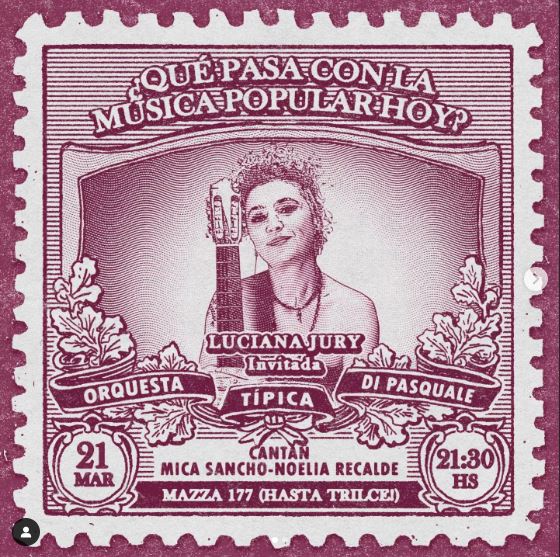 ¿QUÉ PASA CON LA
MÚSICA POPULAR HOY?
LUCIANA JURY
Invitada
ORQUESTA
TÍPICA
DI PASQUALE
CANTAN
MICA SANCHO-NOELIA RECALDE
21
MAR
21:30
HS
MAZZA 177 (HASTA TRILCE!)